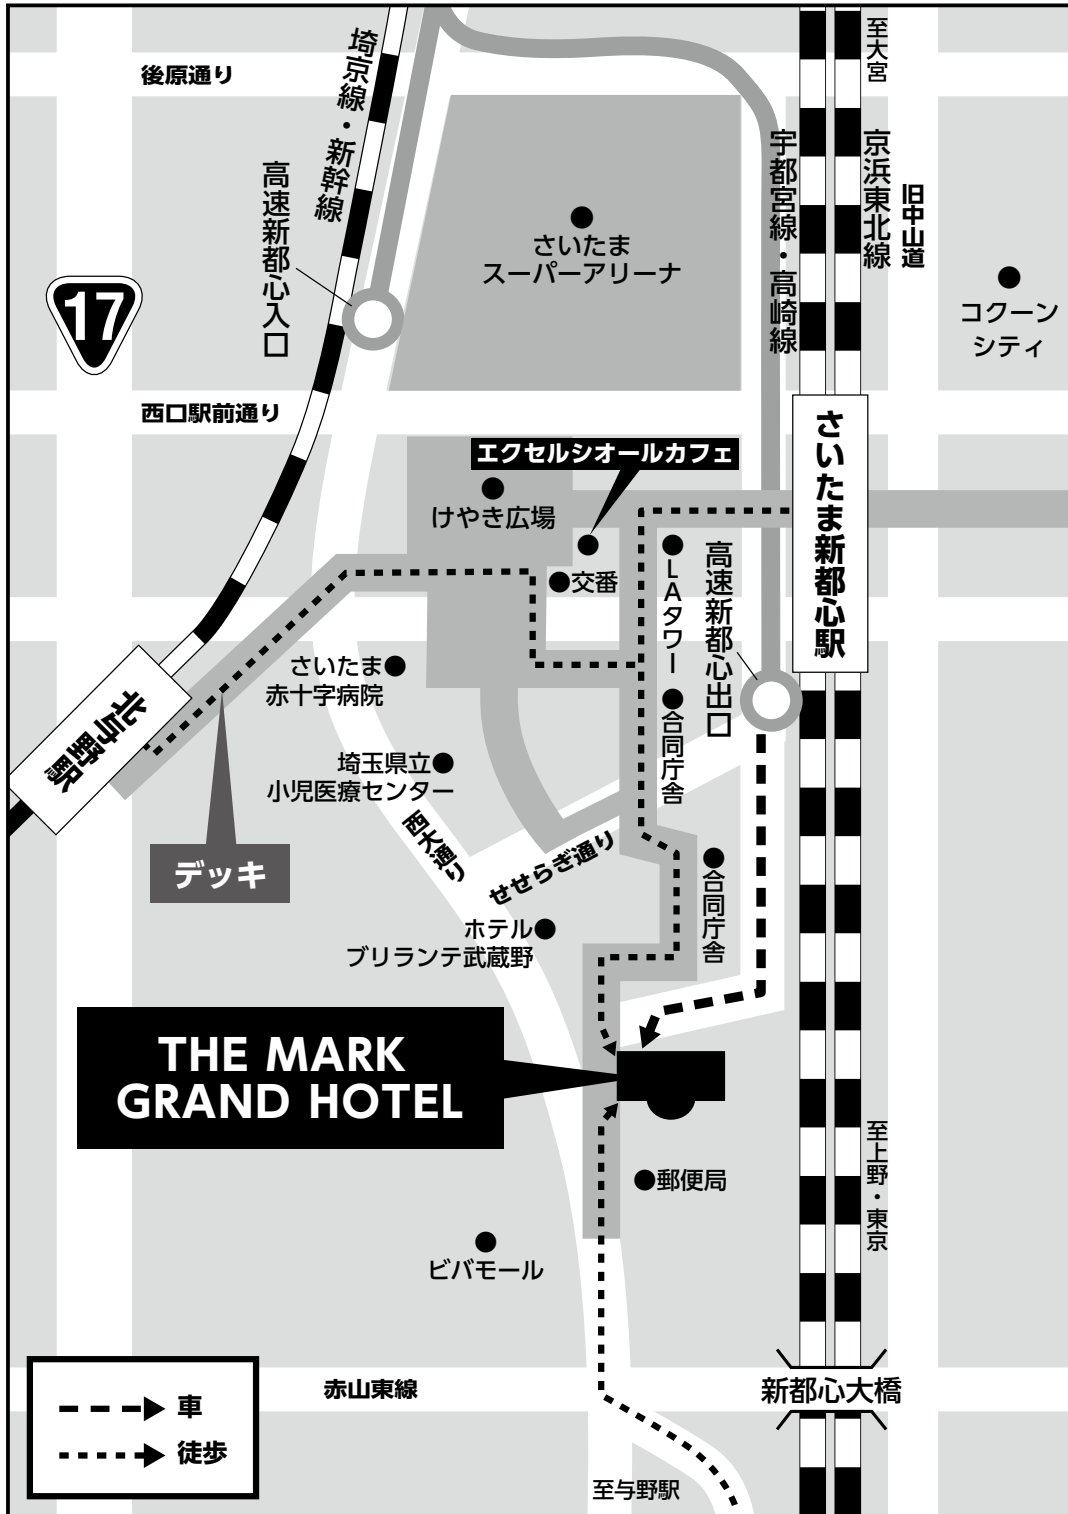 後原通り
埼京線・新幹線
至大宮
宇都宮線・高崎線
京浜東北線
旧中山道
高速新都心入口
さいたま
スーパーアリーナ
17
コクーン
シティ
西口駅前通り
エクセルシオールカフェ
さいたま新都心駅
けやき広場
交番
LAタワー
高速新都心出口
さいたま
赤十字病院
合同庁舎
北与野駅
埼玉県立
小児医療センター
西大通り
せせらぎ通り
デッキ
合同庁舎
ホテル
ブリランテ武蔵野
THE MARK
GRAND HOTEL
至上野・東京
郵便局
ビバモール
赤山東線
新都心大橋
車
徒歩
至与野駅